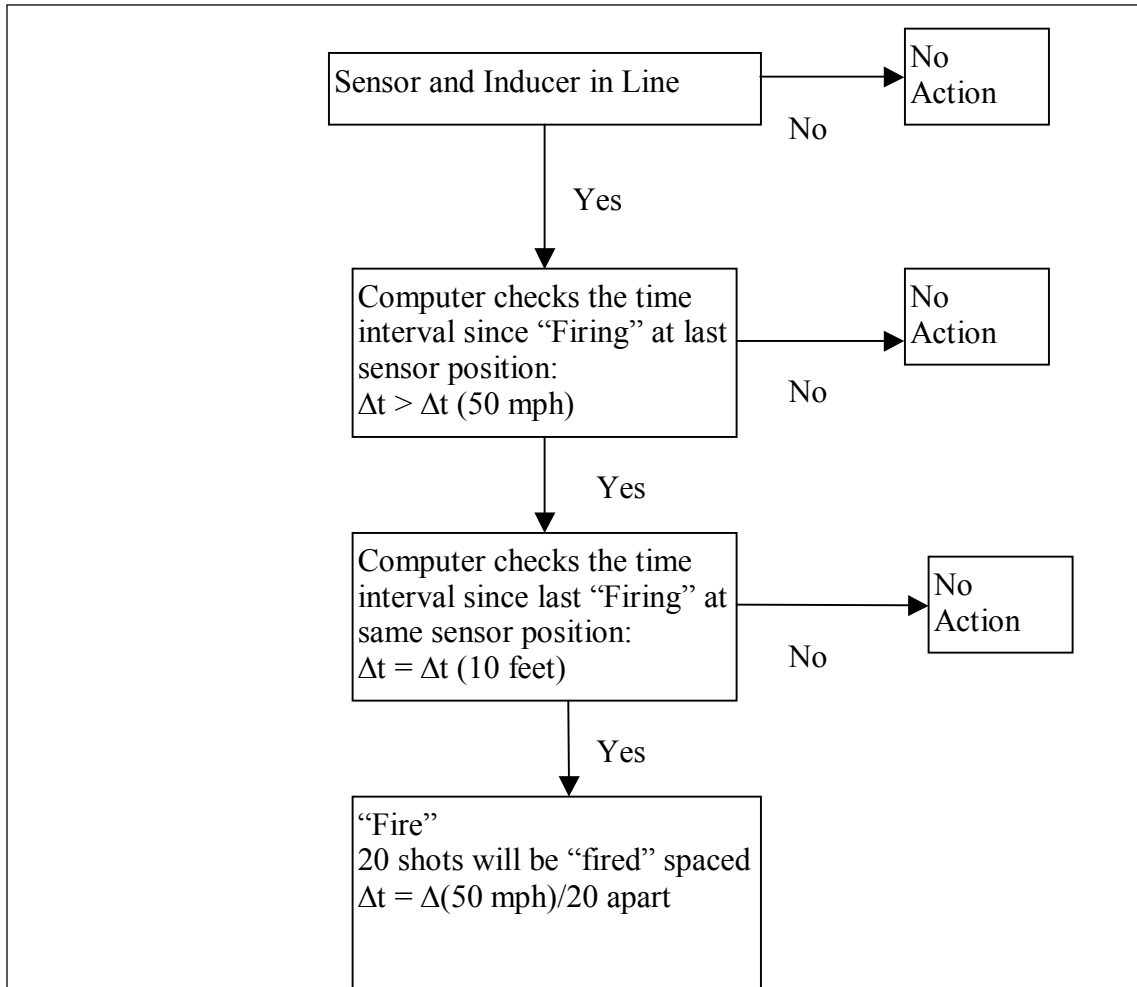 Sensor and Inducer in Line
No
Action
No
Yes
Computer checks the time
interval since “Firing” at last
sensor position:
Δt > Δt (50 mph)
No
Action
No
Yes
Computer checks the time
interval since last “Firing” at
same sensor position:
Δt = Δt (10 feet)
No
Action
No
Yes
“Fire”
20 shots will be “fired” spaced
Δt = Δ(50 mph)/20 apart